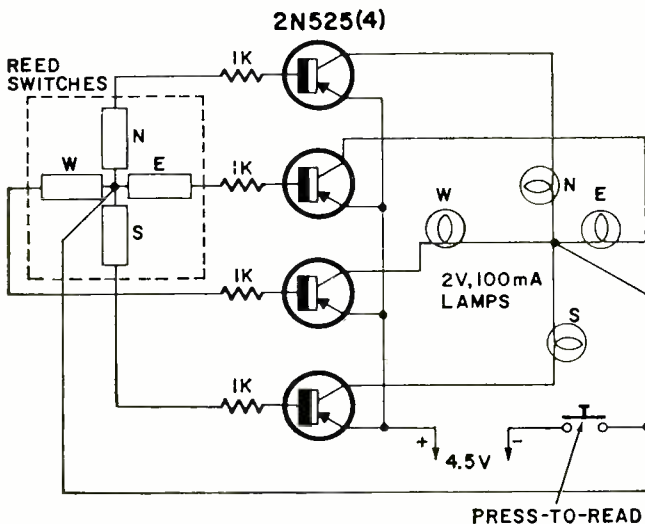 2N525(4)
REED
SWITCHES
1K
N
W
E
1K
S
W
N
E
1K
2V, 100mA
LAMPS
S
1K
+
4.5V
-
PRESS-TO-READ